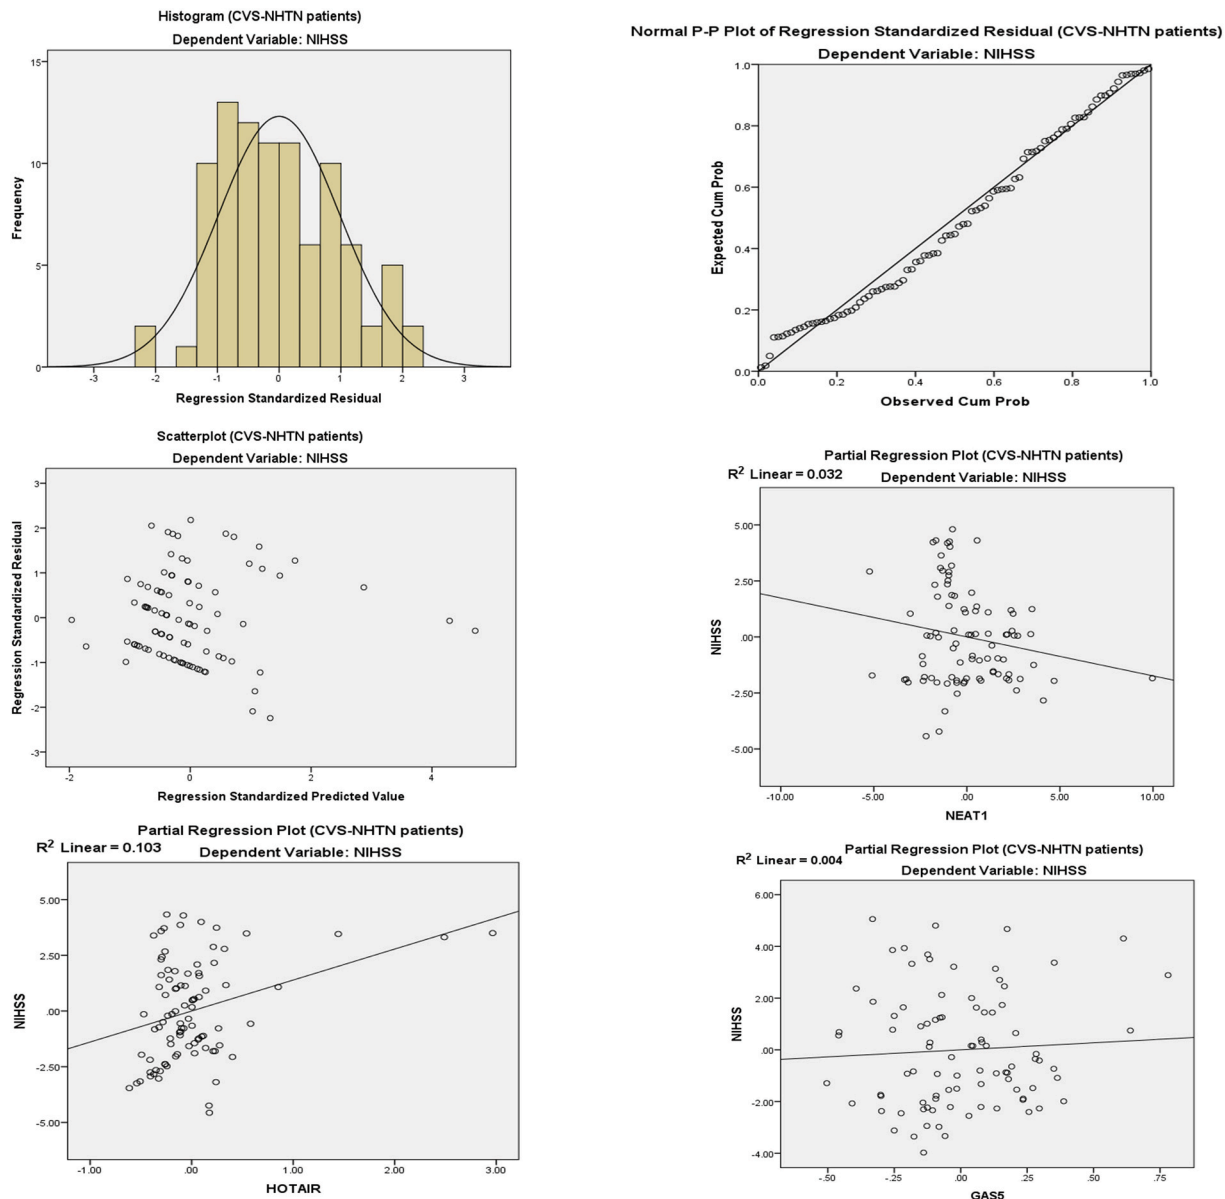 Histogram (CVS-NHTN patients)
Dependent Variable: NIHSS
15
10
5
0
Frequency
-3 -2 -1 0 1 2 3
Regression Standardized Residual
Normal P-P Plot of Regression Standardized Residual (CVS-NHTN patients)
Dependent Variable: NIHSS
1.0
0.8
0.6
0.4
0.2
0.0
Expected Cum Prob
0.0 0.2 0.4 0.6 0.8 1.0
Observed Cum Prob
Scatterplot (CVS-NHTN patients)
Dependent Variable: NIHSS
3
2
1
0
-1
-2
-3
Regression Standardized Residual
-2 0 2 4
Regression Standardized Predicted Value
Partial Regression Plot (CVS-NHTN patients)
R2 Linear = 0.032
Dependent Variable: NIHSS
5.00
2.50
.00
-2.50
-5.00
NIHSS
-10.00 -5.00 .00 5.00 10.00
NEAT1
Partial Regression Plot (CVS-NHTN patients)
R2 Linear = 0.103
Dependent Variable: NIHSS
5.00
2.50
.00
-2.50
-5.00
NIHSS
-1.00 .00 1.00 2.00 3.00
HOTAIR
Partial Regression Plot (CVS-NHTN patients)
R2 Linear = 0.004
Dependent Variable: NIHSS
6.00
4.00
2.00
.00
-2.00
-4.00
NIHSS
-.50 -.25 .00 .25 .50 .75
GAS5